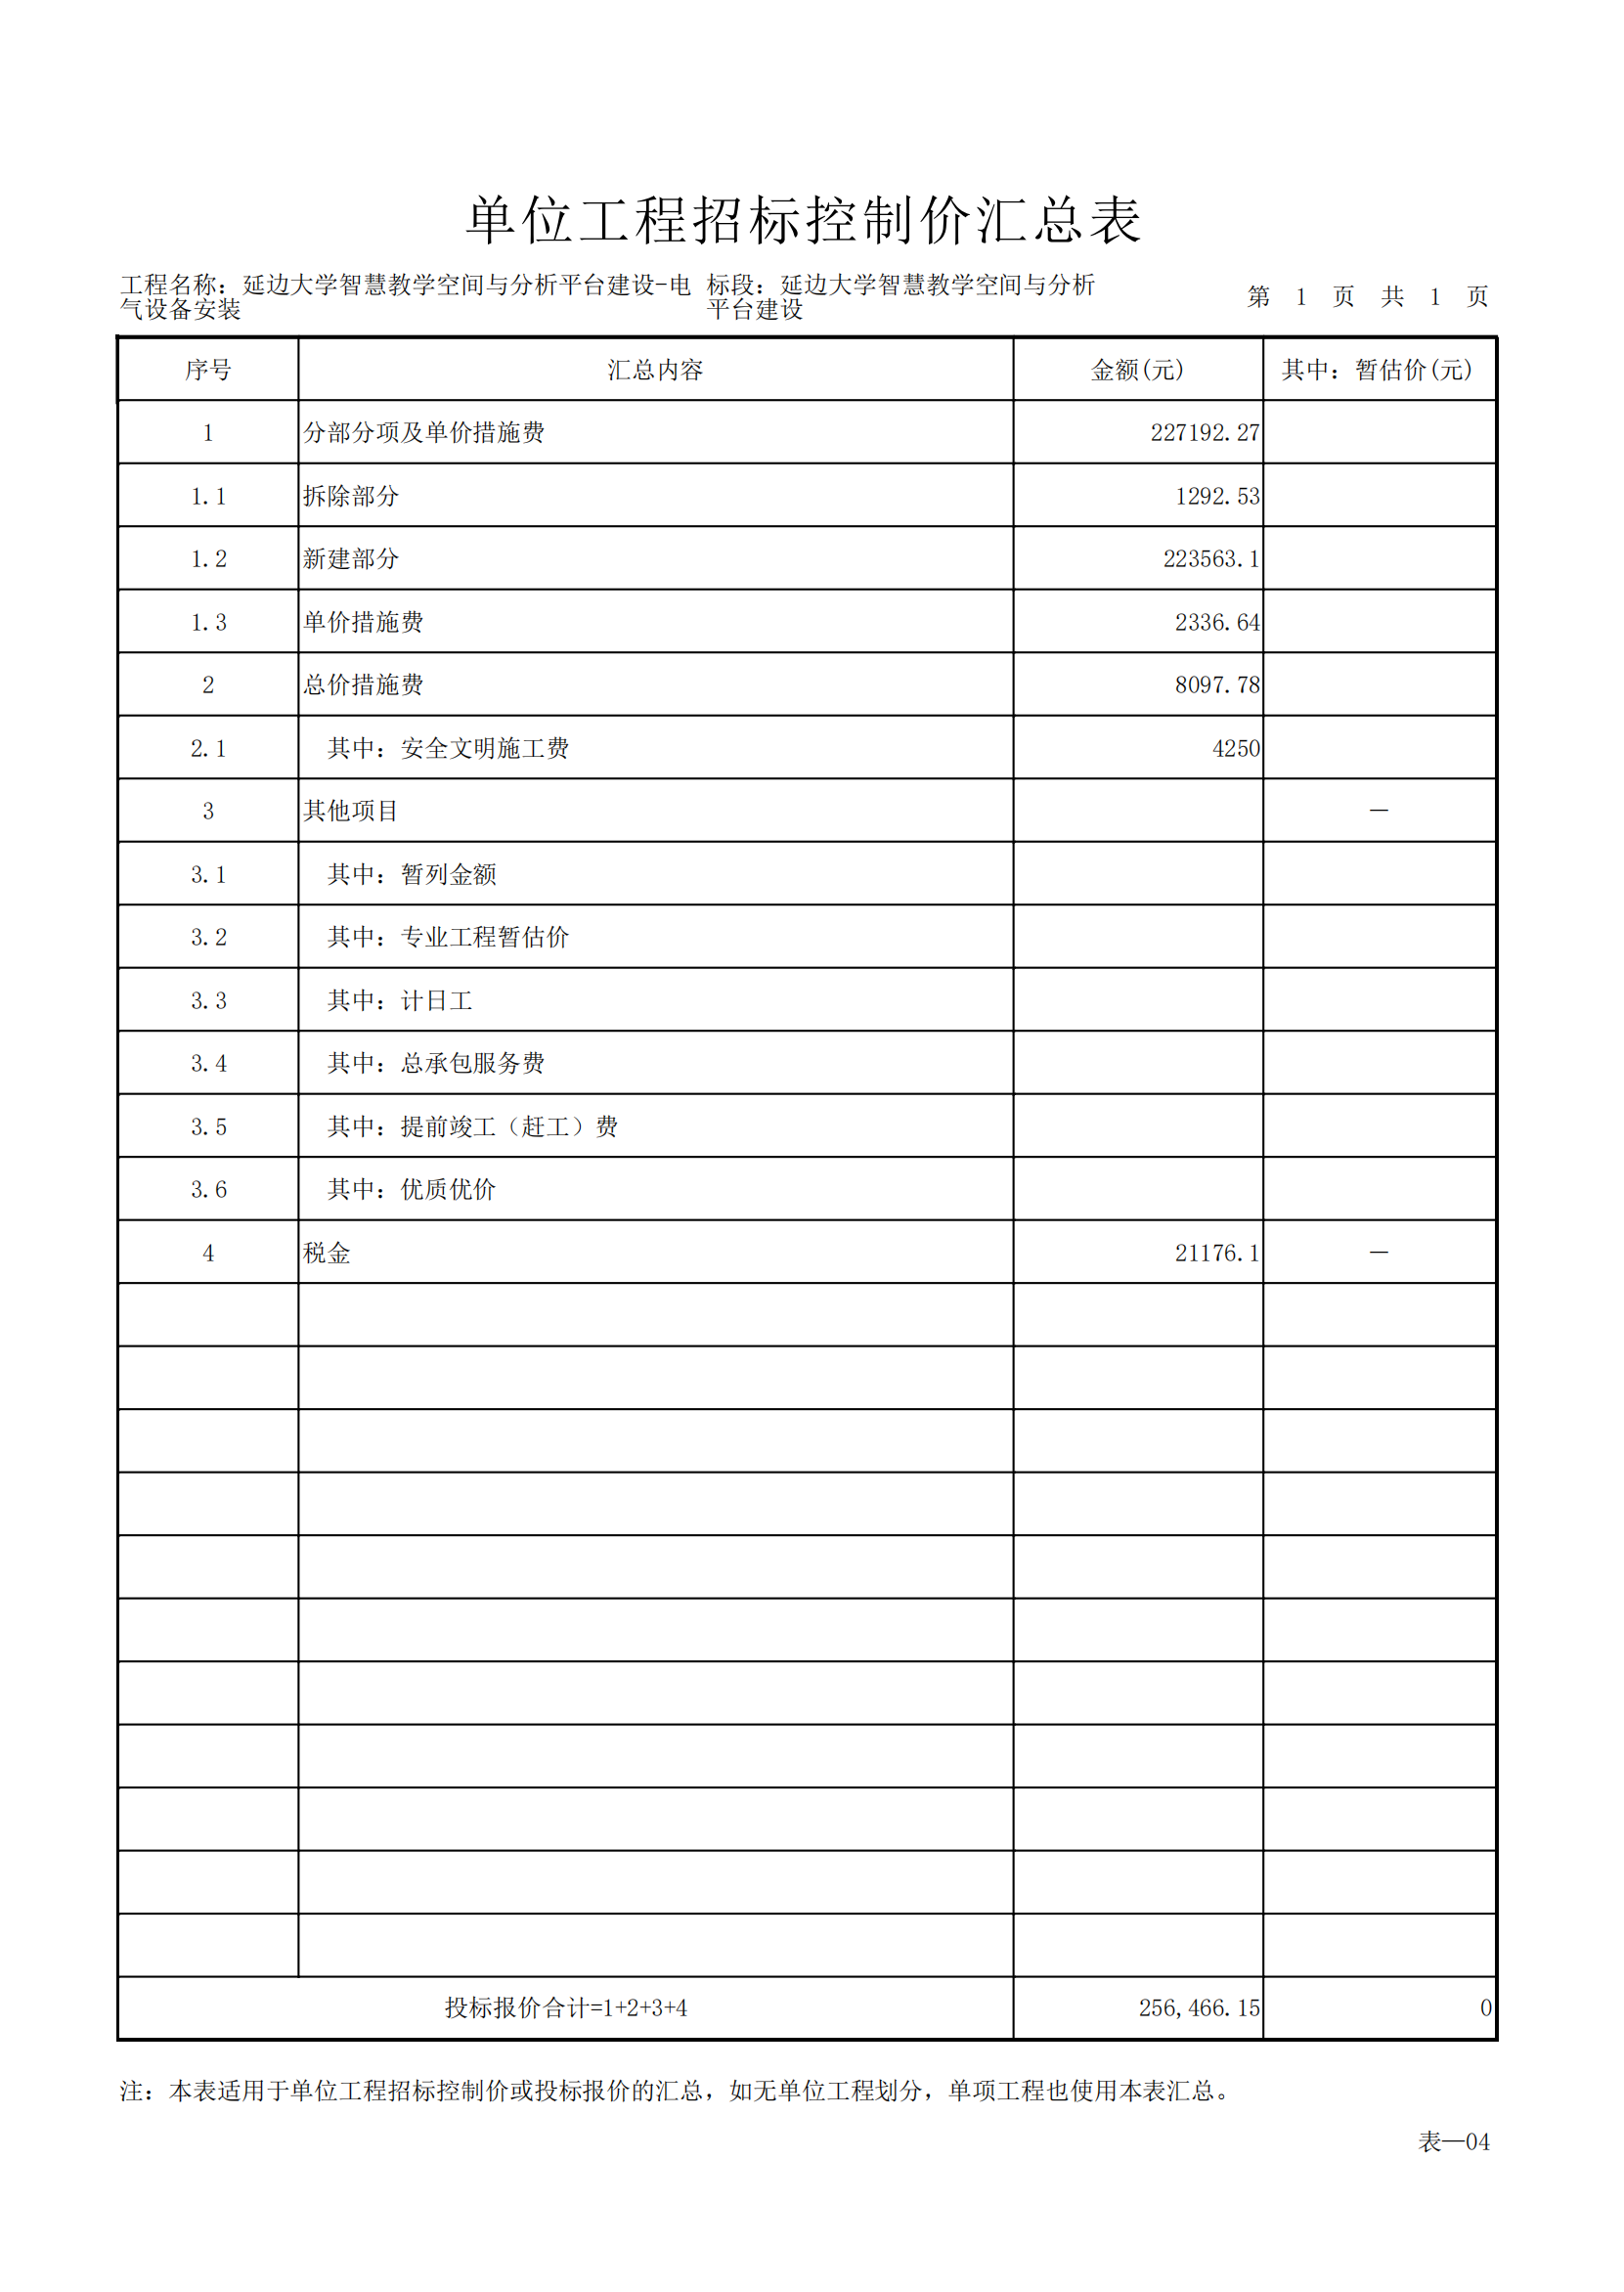 单位工程招标控制价汇总表
工程名称：延边大学智慧教学空间与分析平台建设-电气设备安装
标段：延边大学智慧教学空间与分析平台建设
第 1 页 共 1 页
序号 汇总内容 金额(元) 其中：暂估价(元)
1 分部分项及单价措施费 227192.27
1.1 拆除部分 1292.53
1.2 新建部分 223563.1
1.3 单价措施费 2336.64
2 总价措施费 8097.78
2.1 其中：安全文明施工费 4250
3 其他项目 —
3.1 其中：暂列金额
3.2 其中：专业工程暂估价
3.3 其中：计日工
3.4 其中：总承包服务费
3.5 其中：提前竣工（赶工）费
3.6 其中：优质优价
4 税金 21176.1 —
投标报价合计=1+2+3+4 256,466.15 0
注：本表适用于单位工程招标控制价或投标报价的汇总，如无单位工程划分，单项工程也使用本表汇总。
表—04